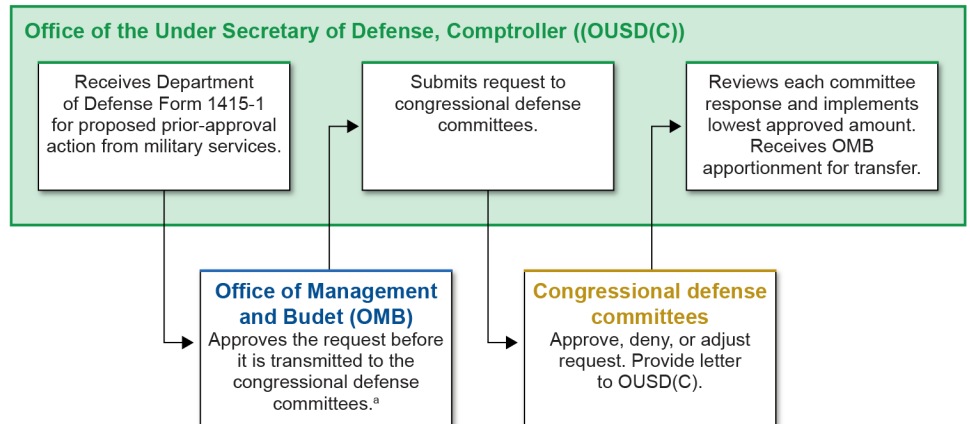 Office of the Under Secretary of Defense, Comptroller ((OUSD(C))
Receives Department
of Defense Form 1415-1
for proposed prior-approval
action from military services.
Submits request to
congressional defense
committees.
Reviews each committee
response and implements
lowest approved amount.
Receives OMB
apportionment for transfer.
Office of Management
and Budet (OMB)
Approves the request before
it is transmitted to the
congressional defense
committees.ª
Congressional defense
committees
Approve, deny, or adjust
request. Provide letter
to OUSD(C).